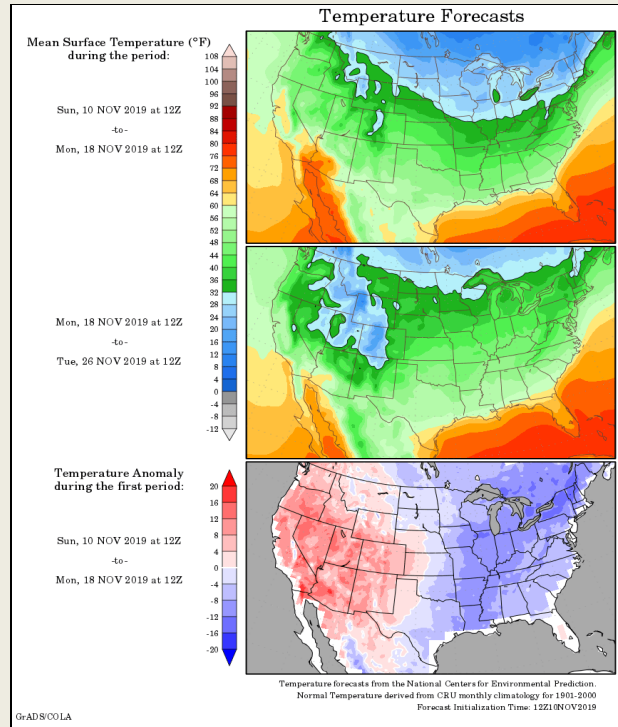 Temperature Forecasts
Mean Surface Temperature (°F)
during the period:
Sun, 10 NOV 2019 at 12Z
-to-
Mon, 18 NOV 2019 at 12Z
108
104
100
96
92
88
84
80
76
72
68
64
60
56
52
48
44
40
36
32
28
24
20
16
12
8
4
0
-4
-8
-12
Mon, 18 NOV 2019 at 12Z
-to-
Tue, 26 NOV 2019 at 12Z
Temperature Anomaly
during the first period:
Sun, 10 NOV 2019 at 12Z
-to-
Mon, 18 NOV 2019 at 12Z
20
16
12
8
4
0
-4
-8
-12
-16
-20
Temperature forecasts from the National Centers for Environmental Prediction.
Normal Temperature derived from CRU monthly climatology for 1901-2000
Forecast Initialization Time: 12Z10NOV2019
GrADS/COLA